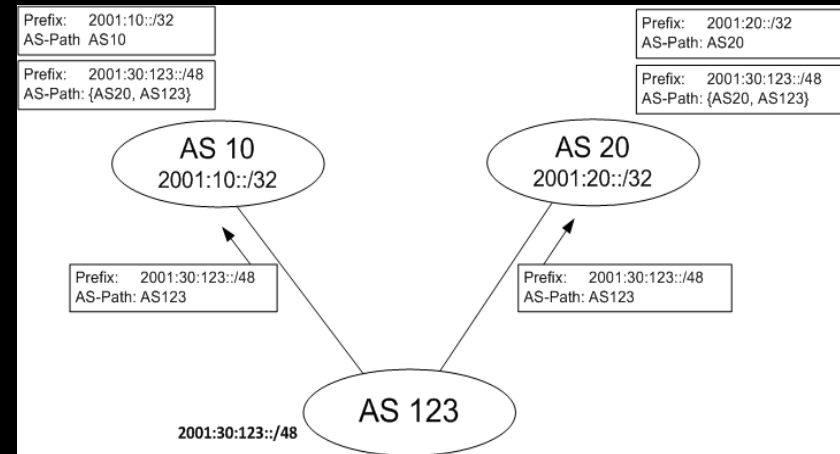 Prefix: 2001:10::/32
AS-Path AS10
Prefix: 2001:30:123::/48
AS-Path: {AS20, AS123}
Prefix: 2001:20::/32
AS-Path: AS20
Prefix: 2001:30:123::/48
AS-Path: {AS20, AS123}
AS 10
2001:10::/32
AS 20
2001:20::/32
Prefix: 2001:30:123::/48
AS-Path: AS123
Prefix: 2001:30:123::/48
AS-Path: AS123
AS 123
2001:30:123::/48